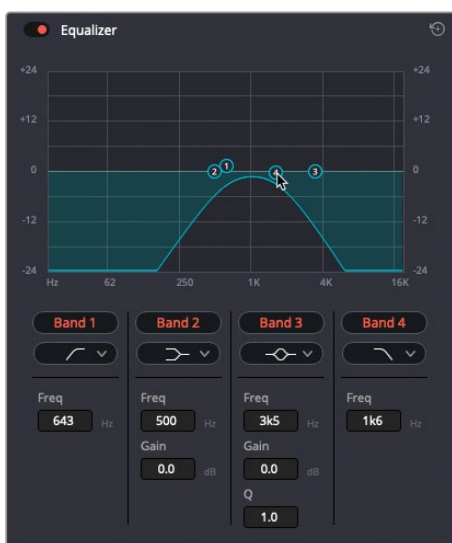 Equalizer
+24 +24
+12 +12
0 2 1 4 3 0
-12 -12
-24 -24
Hz 62 250 1K 4K 16K
Band 1 Band 2 Band 3 Band 4
Freq Freq Freq Freq
643 Hz 500 Hz 3k5 Hz 1k6 Hz
Gain Gain
0.0 dB 0.0 dB
Q
1.0